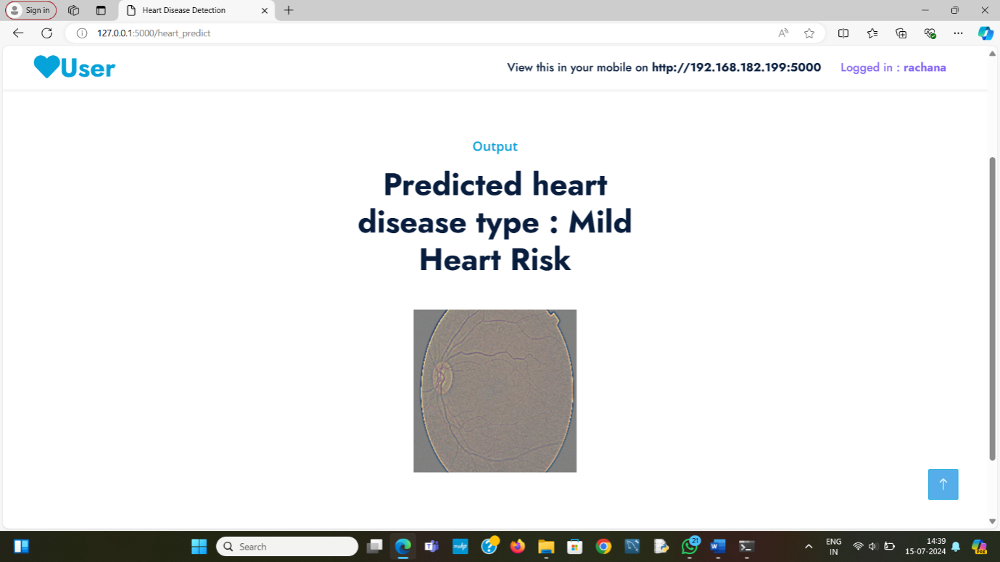 Sign in
Heart Disease Detection
127.0.0.1:5000/heart_predict
User
View this in your mobile on http://192.168.182.199:5000
Logged in : rachana
Output
Predicted heart
disease type : Mild
Heart Risk
Search
21
ENG
IN
14:39
15-07-2024
PRE